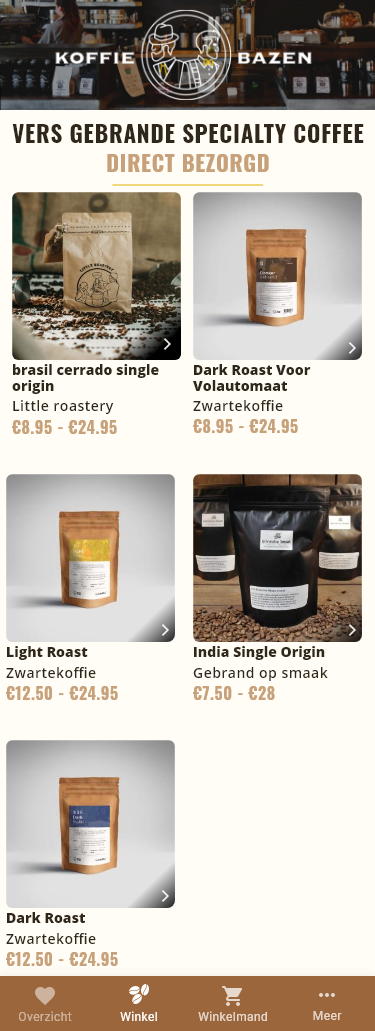 KOFFIE BAZEN
VERS GEBRANDE SPECIALTY COFFEE
DIRECT BEZORGD
brasil cerrado single
origin
Little roastery
€8.95 - €24.95
Dark Roast Voor
Volautomaat
Zwartekoffie
€8.95 - €24.95
Light Roast
Zwartekoffie
€12.50 - €24.95
India Single Origin
Gebrand op smaak
€7.50 - €28
Dark Roast
Zwartekoffie
€12.50 - €24.95
Overzicht
Winkel
Winkelmand
Meer